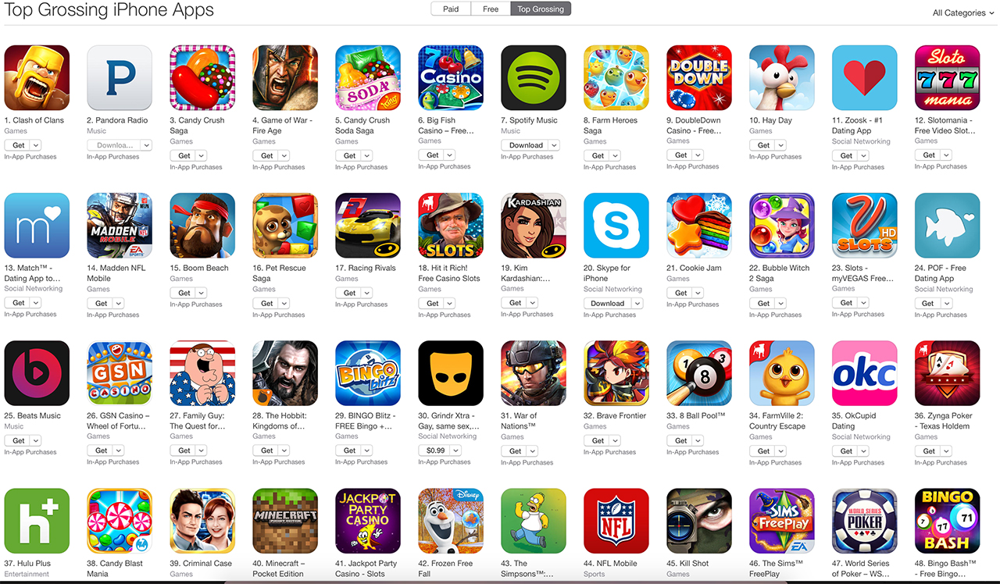 Top Grossing iPhone Apps
Paid
Free
Top Grossing
All Categories
P
SODA
King
7
Casino
DOUBLE
DOWN
Sloto
777
mania
1. Clash of Clans
Games
Get
In-App Purchases
2. Pandora Radio
Music
Downloa...
In-App Purchases
3. Candy Crush
Saga
Games
Get
In-App Purchases
4. Game of War -
Fire Age
Games
Get
In-App Purchases
5. Candy Crush
Soda Saga
Games
Get
In-App Purchases
6. Big Fish
Casino – Free…
Games
Get
In-App Purchases
7. Spotify Music
Music
Download
In-App Purchases
8. Farm Heroes
Saga
Games
Get
In-App Purchases
9. DoubleDown
Casino - Free…
Games
Get
In-App Purchases
10. Hay Day
Games
Get
In-App Purchases
11. Zoosk - #1
Dating App
Social Networking
Get
In-App Purchases
12. Slotomania -
Free Video Slot…
Games
Get
In-App Purchases
m
MADDEN
NFL
MOBILE
EA
SPORTS
R
SLOTS
KARDASHIAN
S
V
HD
SLOTS
13. Match™ -
Dating App to…
Social Networking
Get
In-App Purchases
14. Madden NFL
Mobile
Games
Get
In-App Purchases
15. Boom Beach
Games
Get
In-App Purchases
16. Pet Rescue
Saga
Games
Get
In-App Purchases
17. Racing Rivals
Games
Get
In-App Purchases
18. Hit it Rich!
Free Casino Slots
Games
Get
In-App Purchases
19. Kim
Kardashian:…
Games
Get
In-App Purchases
20. Skype for
iPhone
Social Networking
Download
In-App Purchases
21. Cookie Jam
Games
Get
In-App Purchases
22. Bubble Witch
2 Saga
Games
Get
In-App Purchases
23. Slots -
myVEGAS Free…
Games
Get
In-App Purchases
24. POF - Free
Dating App
Social Networking
Get
In-App Purchases
b
GSN
CASINO
BINGO
blitz
1
3
8
okc
25. Beats Music
Music
Get
In-App Purchases
26. GSN Casino –
Wheel of Fortu…
Games
Get
In-App Purchases
27. Family Guy:
The Quest for…
Games
Get
In-App Purchases
28. The Hobbit:
Kingdoms of…
Games
Get
In-App Purchases
29. BINGO Blitz -
FREE Bingo +…
Games
Get
In-App Purchases
30. Grindr Xtra -
Gay, same sex,…
Social Networking
$0.99
In-App Purchases
31. War of
Nations™
Games
Get
In-App Purchases
32. Brave Frontier
Games
Get
In-App Purchases
33. 8 Ball Pool™
Games
Get
In-App Purchases
34. FarmVille 2:
Country Escape
Games
Get
In-App Purchases
35. OkCupid
Dating
Social Networking
Get
In-App Purchases
36. Zynga Poker
- Texas Holdem
Games
Get
In-App Purchases
h+
MINECRAFT
POCKET EDITION
JACKPOT
PARTY
CASINO
Disney
NFL
The SIMS
FreePlay
EA
WORLD SERIES
POKER
BINGO
7
71
BASH
37. Hulu Plus
Entertainment
38. Candy Blast
Mania
39. Criminal Case
Games
40. Minecraft –
Pocket Edition
41. Jackpot Party
Casino - Slots
42. Frozen Free
Fall
43. The
Simpsons™:…
44. NFL Mobile
Sports
45. Kill Shot
Games
46. The Sims™
FreePlay
47. World Series
of Poker – WS…
48. Bingo Bash™
- Free Bingo…